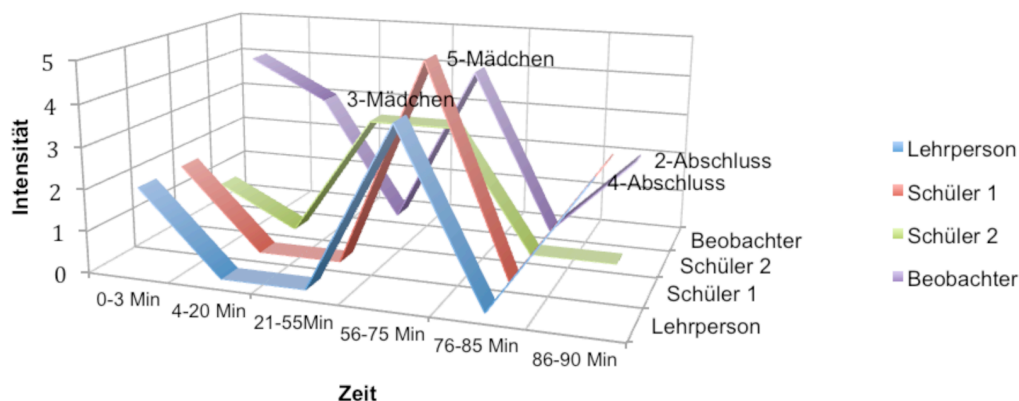 5-Mädchen
3-Mädchen
5
4
3
2
1
0
Intensität
2-Abschluss
4-Abschluss
0-3 Min
4-20 Min
21-55Min
56-75 Min
76-85 Min
86-90 Min
Zeit
Beobachter
Schüler 2
Schüler 1
Lehrperson
Lehrperson
Schüler 1
Schüler 2
Beobachter